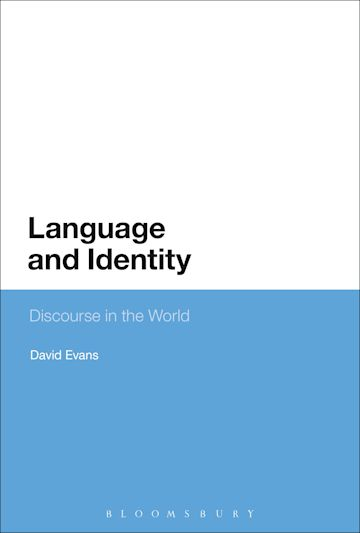 Language
and Identity
Discourse in the World
David Evans
BLOOMSBURY